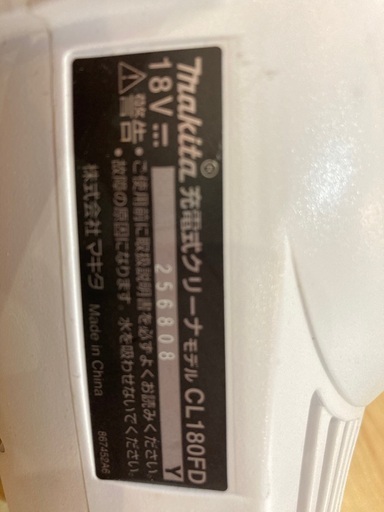 makita 充電式クリーナ モデル CL180FD
18V⎓ 256808 Y
警告 ・ご使用前に取扱説明書を必ずよくお読みください。
・故障の原因になります。水を吸わせないでください。
株式会社 マキタ Made in China 867452A6